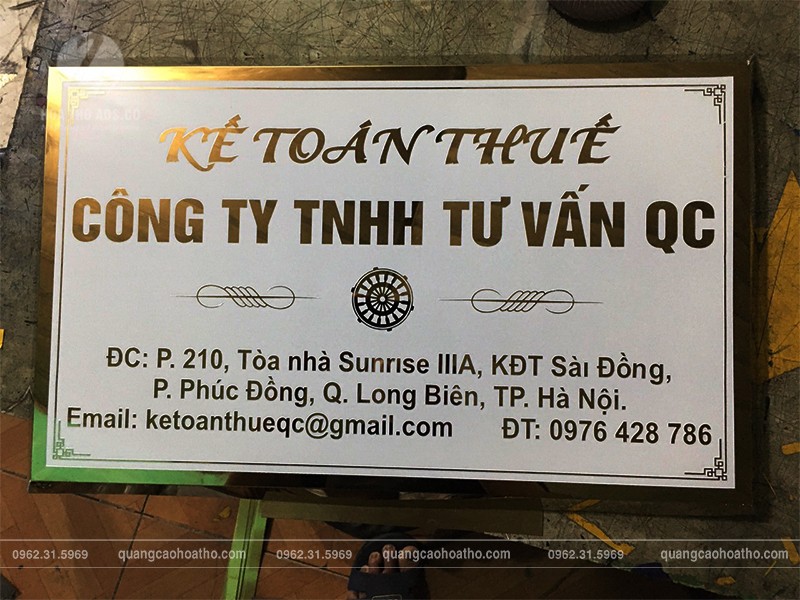 KẾ TOÁN THUẾ
CÔNG TY TNHH TƯ VẤN QC
ĐC: P. 210, Tòa nhà Sunrise IIIA, KĐT Sài Đồng,
P. Phúc Đồng, Q. Long Biên, TP. Hà Nội.
Email: ketoanthueqc@gmail.com ĐT: 0976 428 786
0962.31.5969 quangcaohoatho.com 0962.31.5969 quangcaohoatho.com 0962.31.5969 quangcaohoatho.com